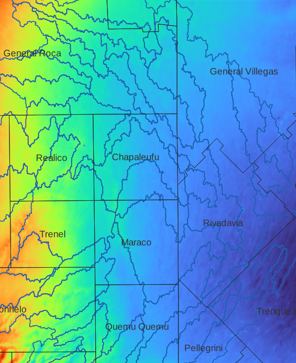 General Roca
General Villegas
Realico
Chapaleufu
Rivadavia
Trenel
Maraco
onhelo
Trenque
Quemu Quemu
Pellegrini